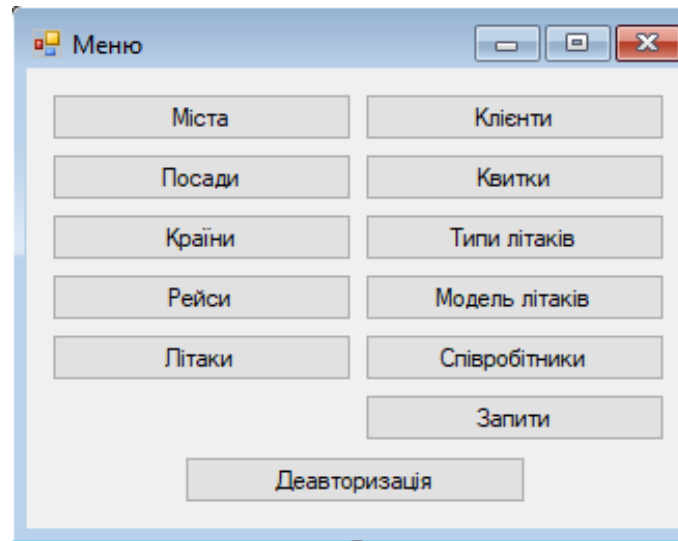 Меню
Міста
Клієнти
Посади
Квитки
Країни
Типи літаків
Рейси
Модель літаків
Літаки
Співробітники
Запити
Деавторизація